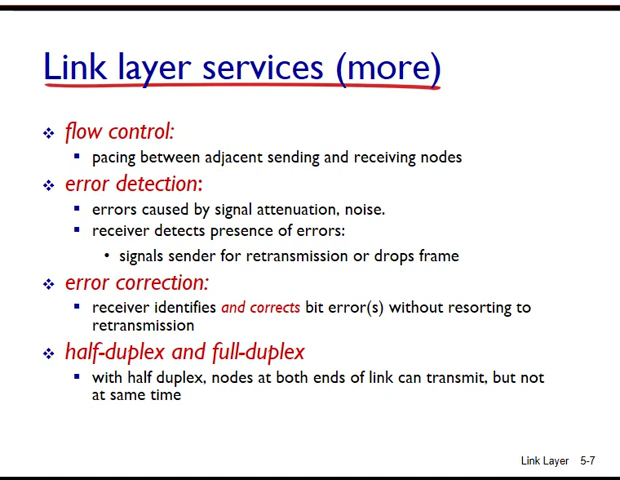 Link layer services (more)
❖ flow control:
▪ pacing between adjacent sending and receiving nodes
❖ error detection:
▪ errors caused by signal attenuation, noise.
▪ receiver detects presence of errors:
• signals sender for retransmission or drops frame
❖ error correction:
▪ receiver identifies and corrects bit error(s) without resorting to
retransmission
❖ half-duplex and full-duplex
▪ with half duplex, nodes at both ends of link can transmit, but not
at same time
Link Layer 5-7